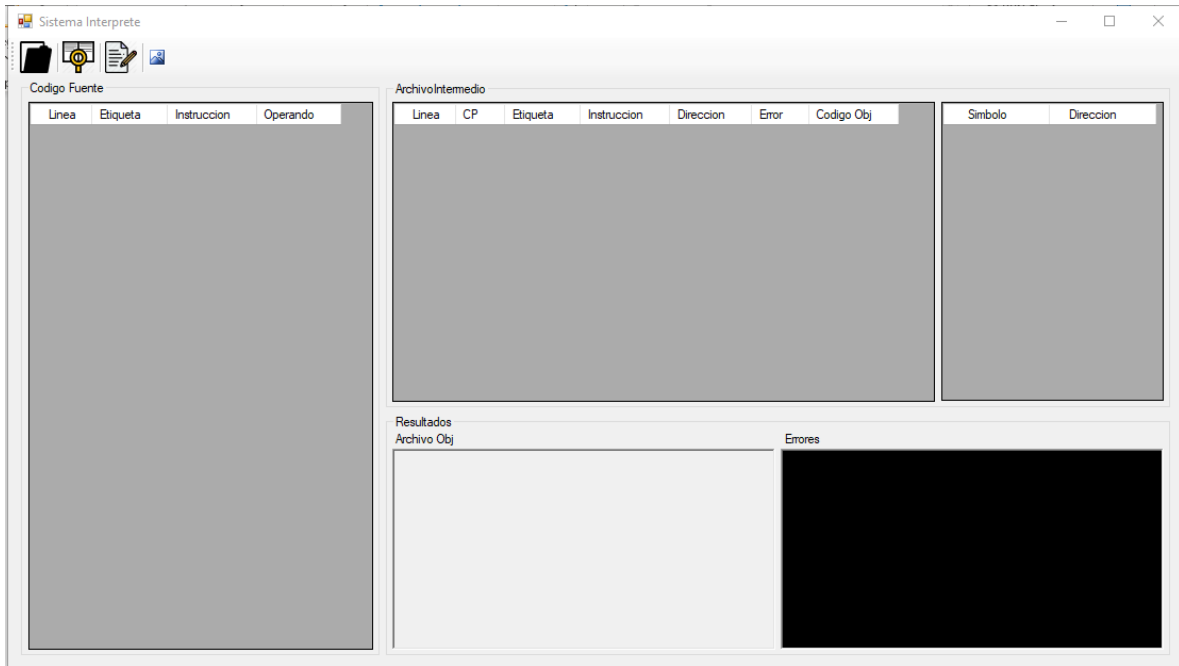 Sistema Interprete
Codigo Fuente
Linea Etiqueta Instruccion Operando
ArchivoIntermedio
Linea CP Etiqueta Instruccion Direccion Error Codigo Obj
Simbolo Direccion
Resultados
Archivo Obj
Errores